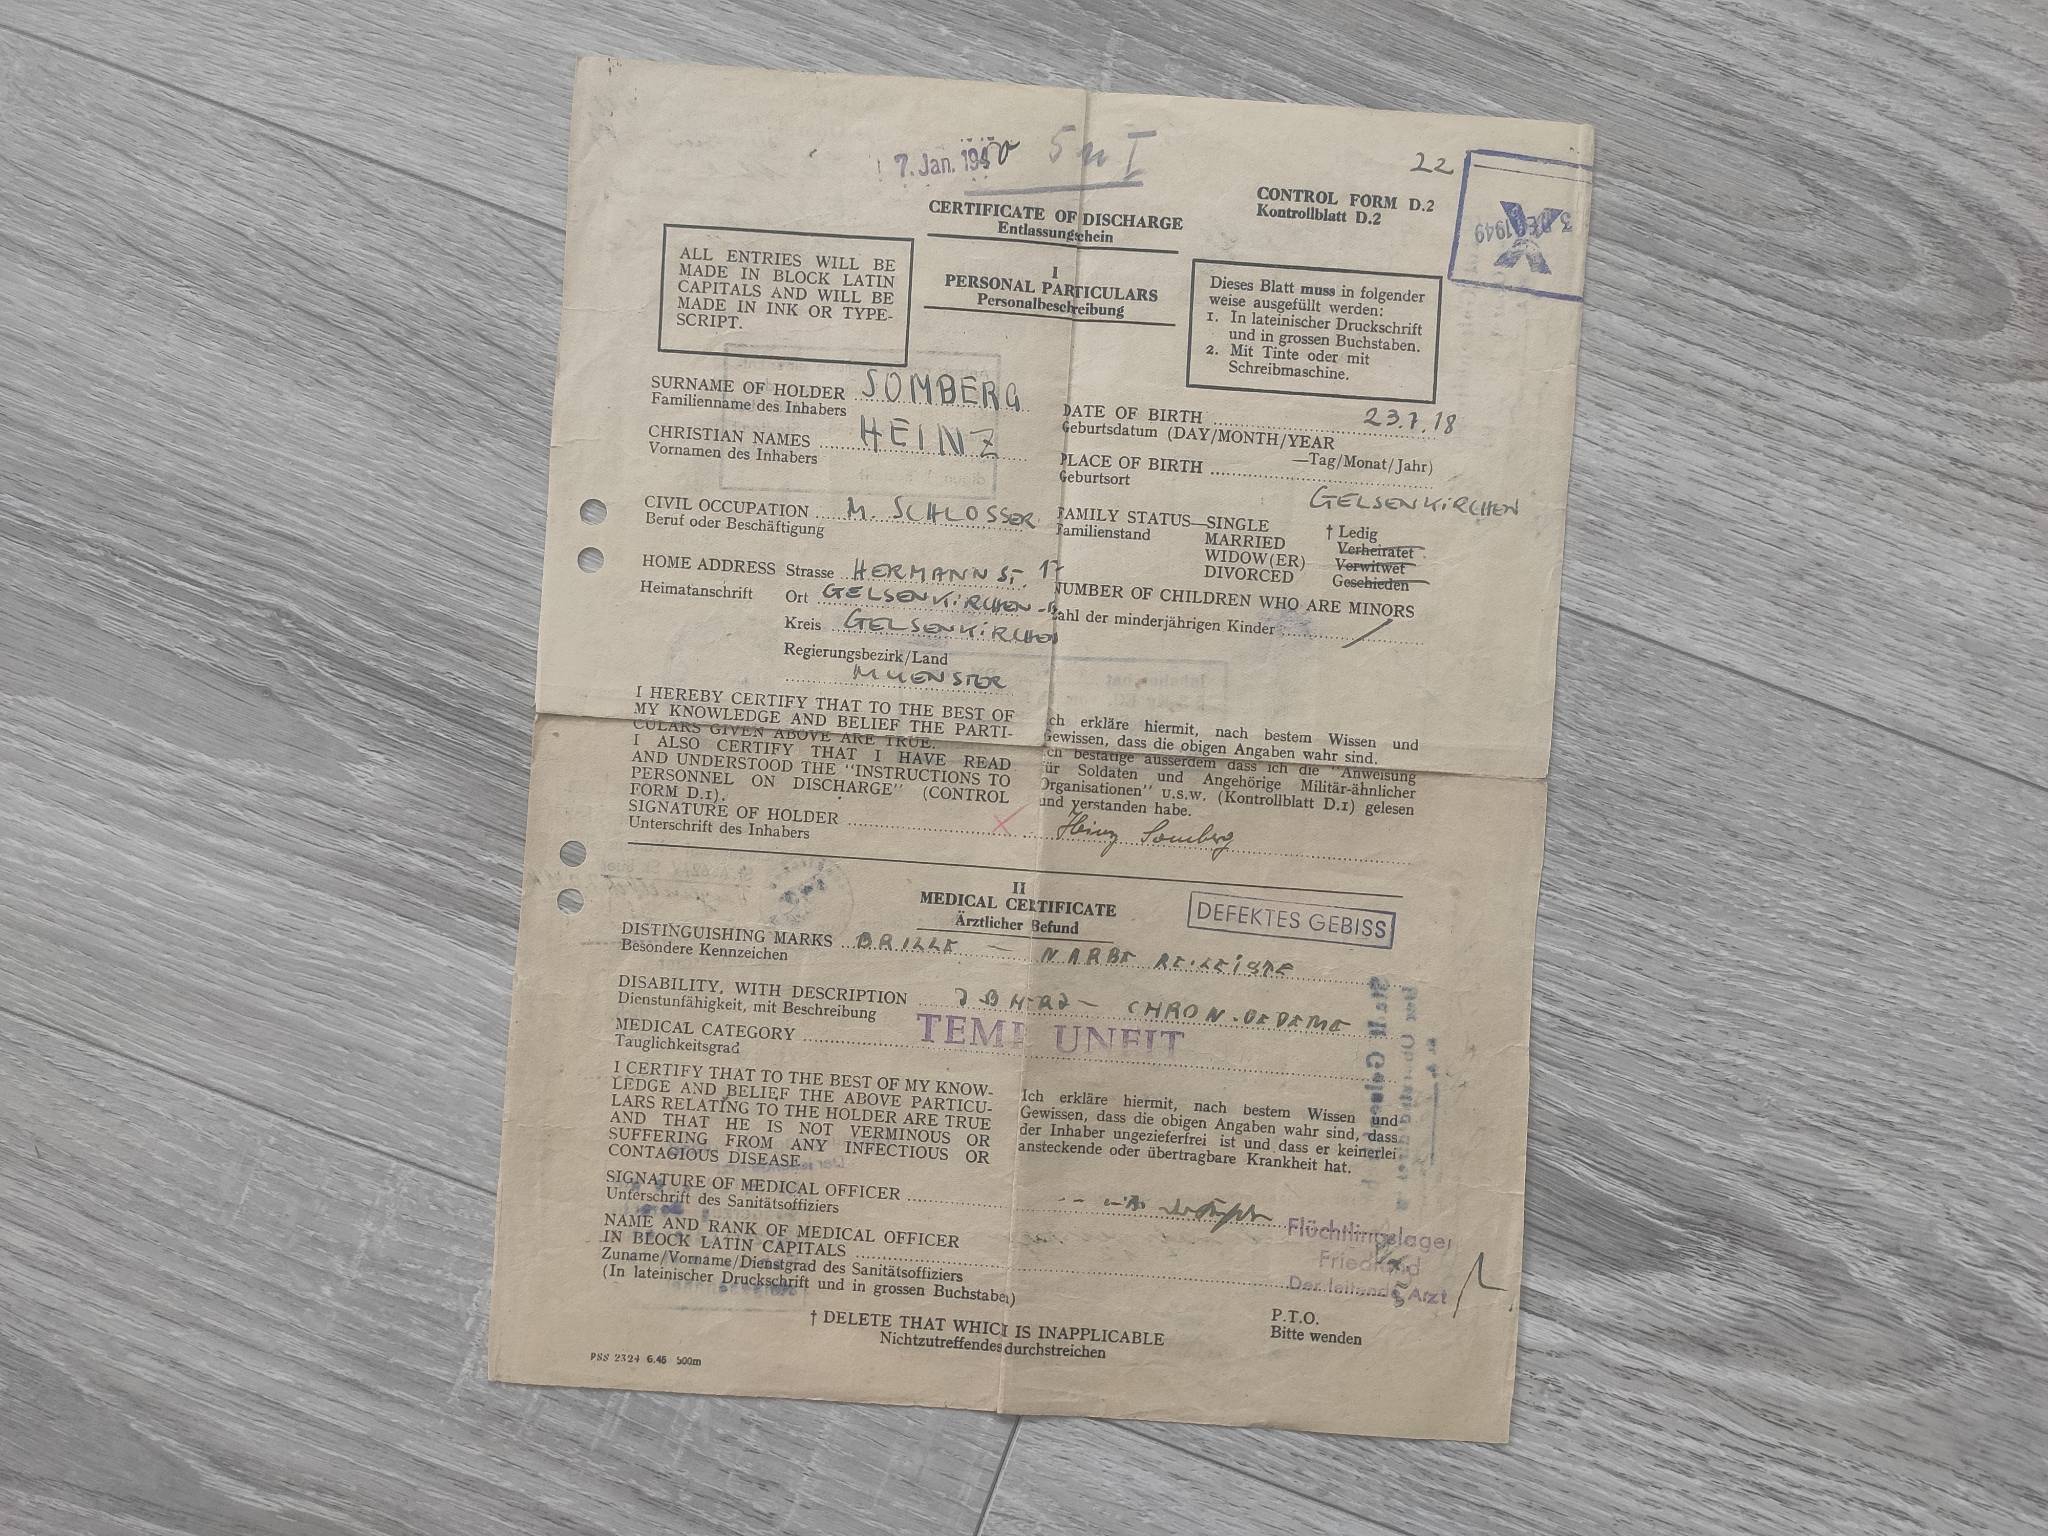 7. Jan. 19
22
CONTROL FORM D.2
Kontrollblatt D.2
3 DEC 1949
CERTIFICATE OF DISCHARGE
Entlassungschein
I
PERSONAL PARTICULARS
Personalbeschreibung
ALL ENTRIES WILL BE
MADE IN BLOCK LATIN
CAPITALS AND WILL BE
MADE IN INK OR TYPE-
SCRIPT.
Dieses Blatt muss in folgender
weise ausgefüllt werden:
1. In lateinischer Druckschrift
und in grossen Buchstaben.
2. Mit Tinte oder mit
Schreibmaschine.
SURNAME OF HOLDER SOMBERG
Familienname des Inhabers
CHRISTIAN NAMES HEINZ
Vornamen des Inhabers
CIVIL OCCUPATION M. SCHLOSSER
Beruf oder Beschäftigung
HOME ADDRESS Strasse HERMANNST. 17
Heimatanschrift
Ort GELSENKIRCHEN
Kreis GELSENKIRCHEN
Regierungsbezirk/Land
MUENSTER
DATE OF BIRTH 23.7.18
Geburtsdatum (DAY/MONTH/YEAR
—Tag/Monat/Jahr)
PLACE OF BIRTH
Geburtsort
GELSENKIRCHEN
FAMILY STATUS—SINGLE † Ledig
Familienstand MARRIED Verheiratet
WIDOW(ER) Verwitwet
DIVORCED Geschieden
NUMBER OF CHILDREN WHO ARE MINORS
Zahl der minderjährigen Kinder /
I HEREBY CERTIFY THAT TO THE BEST OF
MY KNOWLEDGE AND BELIEF THE PARTI-
CULARS GIVEN ABOVE ARE TRUE.
I ALSO CERTIFY THAT I HAVE READ
AND UNDERSTOOD THE "INSTRUCTIONS TO
PERSONNEL ON DISCHARGE" (CONTROL
FORM D.1).
SIGNATURE OF HOLDER
Unterschrift des Inhabers
Ich erkläre hiermit, nach bestem Wissen und
Gewissen, dass die obigen Angaben wahr sind.
Ich bestätige ausserdem dass ich die "Anweisung
für Soldaten und Angehörige Militär-ähnlicher
Organisationen" u.s.w. (Kontrollblatt D.1) gelesen
und verstanden habe.
Heinz Somberg
II
MEDICAL CERTIFICATE
Ärztlicher Befund
DEFEKTES GEBISS
DISTINGUISHING MARKS BRILLE — NARBE RE.LEISTE
Besondere Kennzeichen
DISABILITY, WITH DESCRIPTION CHRON. OEDEME
Dienstunfähigkeit, mit Beschreibung
MEDICAL CATEGORY TEMP UNFIT
Tauglichkeitsgrad
I CERTIFY THAT TO THE BEST OF MY KNOW-
LEDGE AND BELIEF THE ABOVE PARTICU-
LARS RELATING TO THE HOLDER ARE TRUE
AND THAT HE IS NOT VERMINOUS OR
SUFFERING FROM ANY INFECTIOUS OR
CONTAGIOUS DISEASE.
Ich erkläre hiermit, nach bestem Wissen und
Gewissen, dass die obigen Angaben wahr sind, dass
der Inhaber ungezieferfrei ist und dass er keinerlei
ansteckende oder übertragbare Krankheit hat.
SIGNATURE OF MEDICAL OFFICER
Unterschrift des Sanitätsoffiziers
NAME AND RANK OF MEDICAL OFFICER
IN BLOCK LATIN CAPITALS
Zuname/Vorname/Dienstgrad des Sanitätsoffiziers
(In lateinischer Druckschrift und in grossen Buchstaben)
Flüchtlingslager
Friedland
Der leitende Arzt
† DELETE THAT WHICH IS INAPPLICABLE
Nichtzutreffendes durchstreichen
P.T.O.
Bitte wenden
PSS 2324 6.46 500m